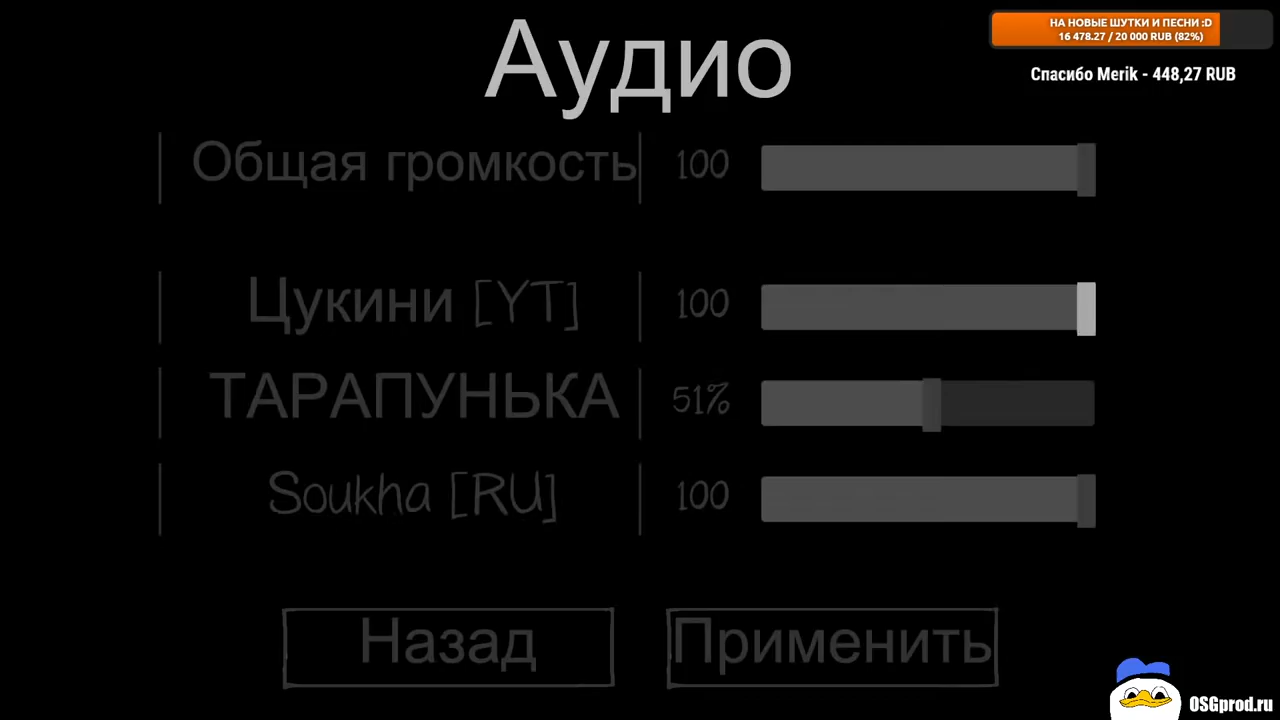 Аудио
НА НОВЫЕ ШУТКИ И ПЕСНИ :D
16 478.27 / 20 000 RUB (82%)
Спасибо Merik - 448,27 RUB
Общая громкость 100
Цукини [YT] 100
ТАРАПУНЬКА 51%
Soukha [RU] 100
Назад Применить
OSGprod.ru